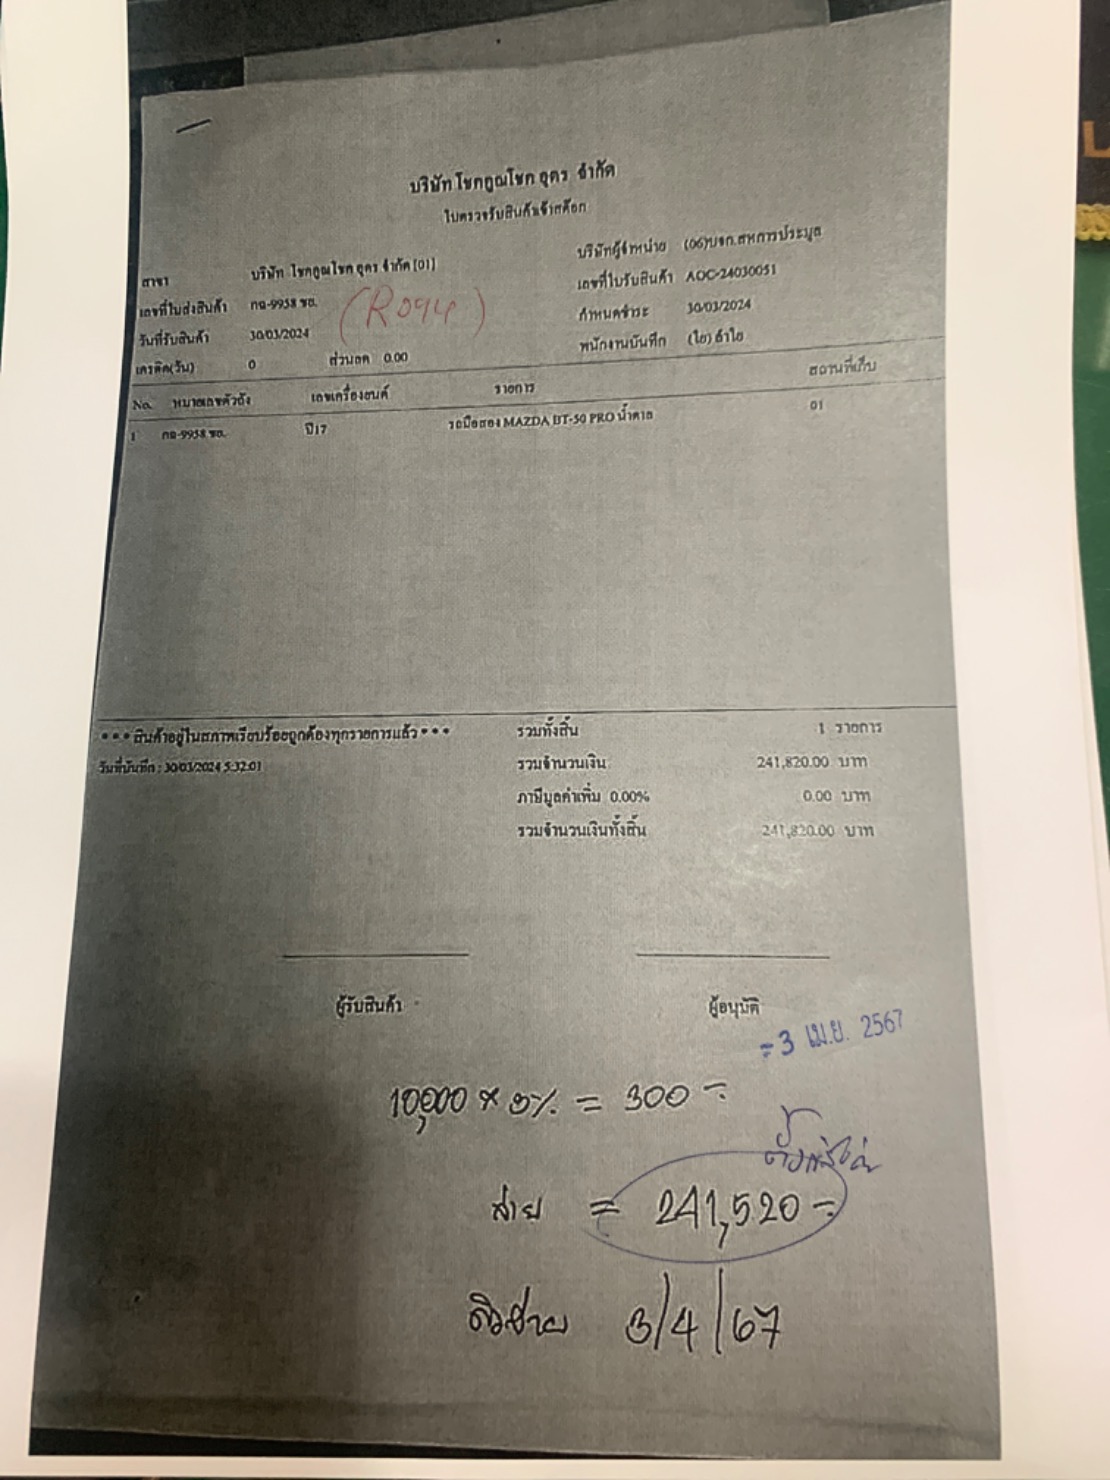 บริษัท โชคคูณโชค อุดร จำกัด
ใบตรวจรับสินค้าเข้าสต๊อก
สาขา บริษัท โชคคูณโชค อุดร จำกัด [01] บริษัทผู้จำหน่าย (06)บจก.สหการประมูล
เลขที่ใบส่งสินค้า กฉ-9958 ขอ. เลขที่ใบรับสินค้า AOC-24030051
(R094)
วันที่รับสินค้า 30/03/2024 กำหนดชำระ 30/03/2024
เครดิต(วัน) 0 ส่วนลด 0.00 พนักงานบันทึก (ไอ) ลำไย
No. หมายเลขตัวถัง เลขเครื่องยนต์ รายการ สถานที่เก็บ
1 กฉ-9958 ขอ. ปี17 รถมือสอง MAZDA BT-50 PRO น้ำตาล 01
***สินค้าอยู่ในสภาพเรียบร้อยถูกต้องทุกรายการแล้ว*** รวมทั้งสิ้น 1 รายการ
วันที่บันทึก : 30/03/2024 5:32:01 รวมจำนวนเงิน 241,820.00 บาท
ภาษีมูลค่าเพิ่ม 0.00% 0.00 บาท
รวมจำนวนเงินทั้งสิ้น 241,820.00 บาท
ผู้รับสินค้า ผู้อนุมัติ
-3 เม.ย. 2567
10,000 × 3% = 300 -
= 241,520 -
3/4/67